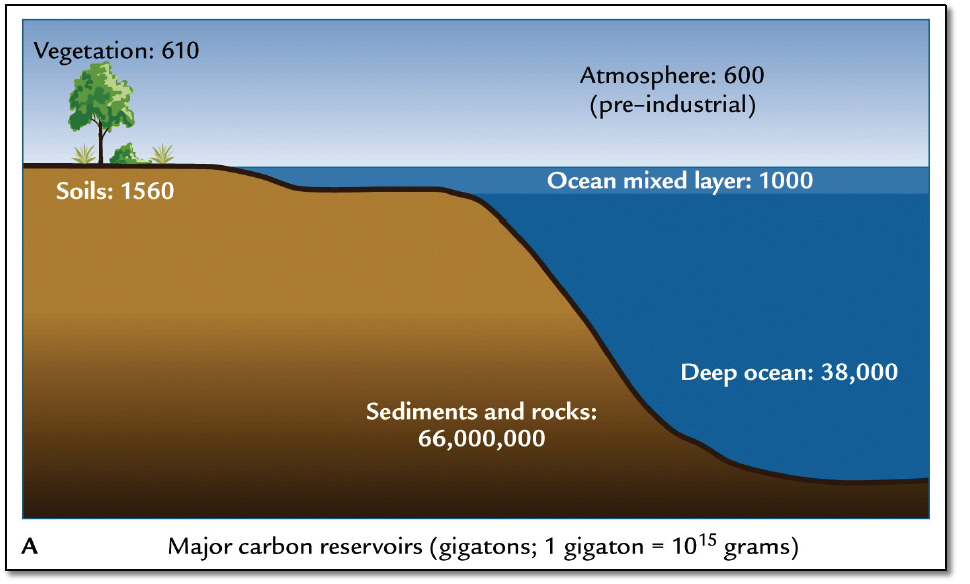 Vegetation: 610
Atmosphere: 600
(pre-industrial)
Soils: 1560
Ocean mixed layer: 1000
Deep ocean: 38,000
Sediments and rocks:
66,000,000
A Major carbon reservoirs (gigatons; 1 gigaton = 10¹⁵ grams)